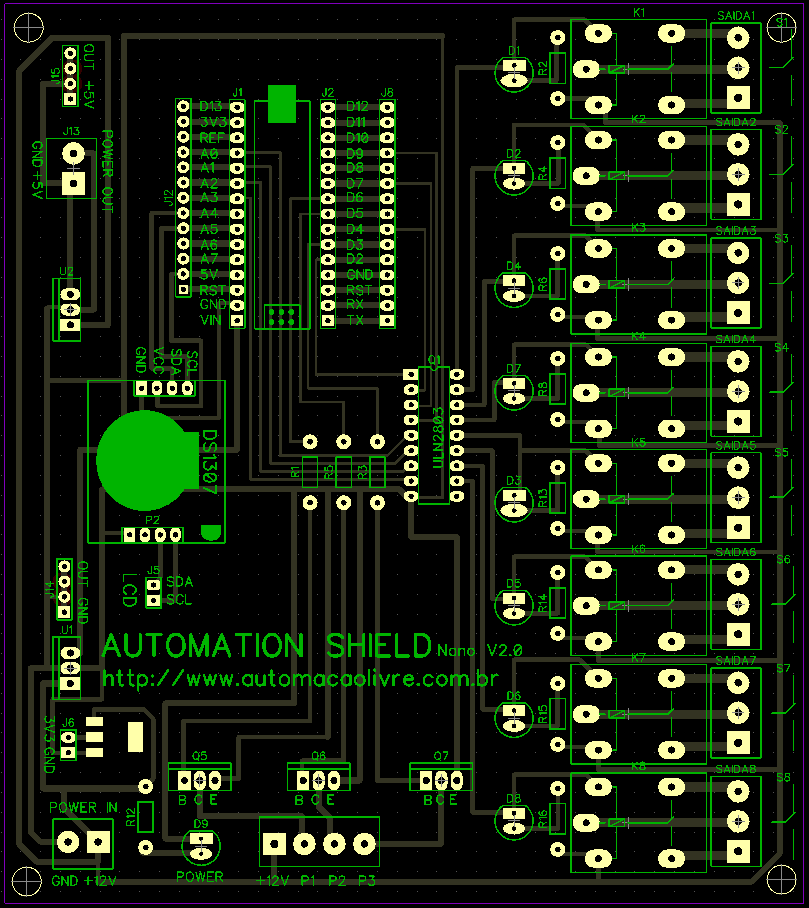 K1
SAIDA1
S1
J15
OUT +5V
D1
R2
J1
J2
J8
D13
3V3
REF
A0
A1
A2
A3
A4
A5
A6
A7
5V
RST
GND
VIN
D12
D11
D10
D9
D8
D7
D6
D5
D4
D3
D2
GND
RST
RX
TX
J12
J13
GND +5V
POWER OUT
K2
SAIDA2
S2
D2
R4
K3
SAIDA3
S3
D4
R6
U2
K4
SAIDA4
S4
D7
R8
GND
VCC
SDA
SCL
Q1
ULN2803
DS1307
R1
R5
R3
K5
SAIDA5
S5
D3
R13
P2
K6
SAIDA6
S6
D5
R14
J14
OUT GND
LCD
J5
SDA
SCL
U1
AUTOMATION SHIELD Nano V2.0
http://www.automacaolivre.com.br
K7
SAIDA7
S7
D6
R15
J6
3V3 GND
Q5
B C E
Q6
B C E
Q7
B C E
K8
SAIDA8
S8
D8
R16
POWER IN
R12
D9
GND +12V
POWER
+12V P1 P2 P3